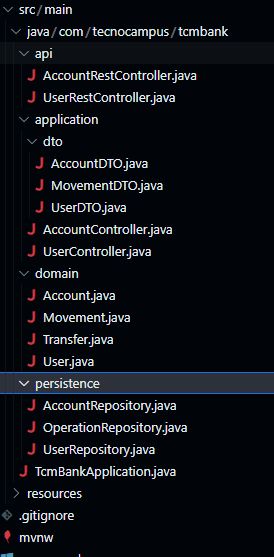 src / main
java / com / tecnocampus / tcmbank
api
AccountRestController.java
UserRestController.java
application
dto
AccountDTO.java
MovementDTO.java
UserDTO.java
AccountController.java
UserController.java
domain
Account.java
Movement.java
Transfer.java
User.java
persistence
AccountRepository.java
OperationRepository.java
UserRepository.java
TcmBankApplication.java
resources
.gitignore
mvnw